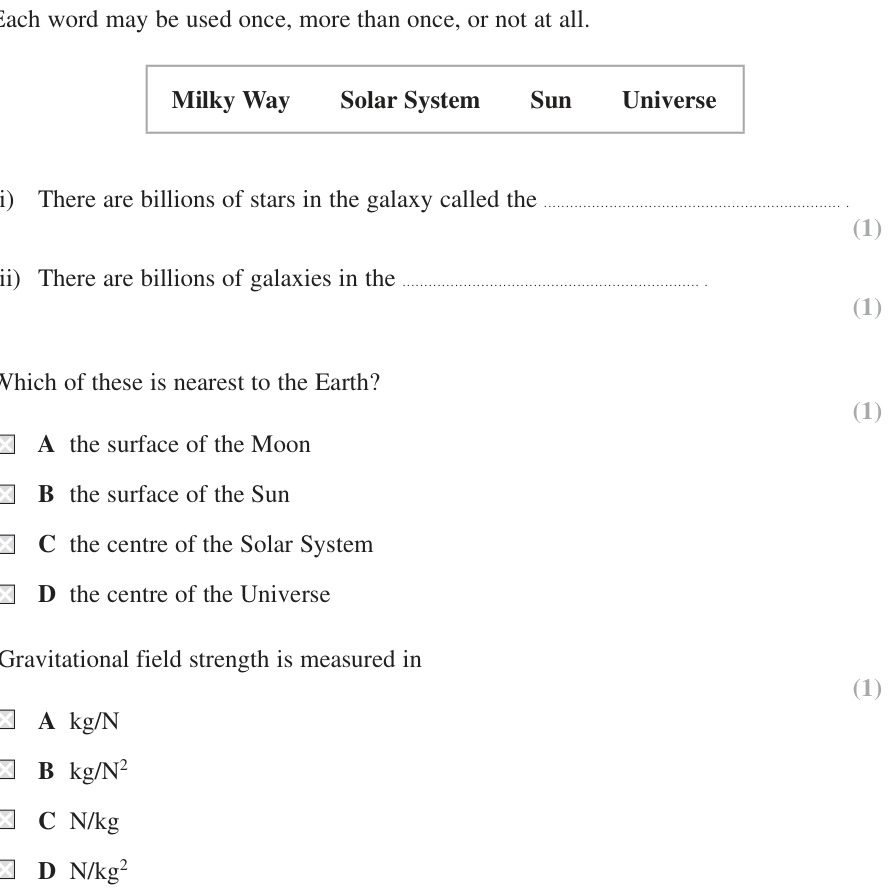 Each word may be used once, more than once, or not at all.
Milky Way Solar System Sun Universe
i) There are billions of stars in the galaxy called the .................................................................... .
(1)
ii) There are billions of galaxies in the .................................................................... .
(1)
Which of these is nearest to the Earth?
(1)
A the surface of the Moon
B the surface of the Sun
C the centre of the Solar System
D the centre of the Universe
Gravitational field strength is measured in
(1)
A kg/N
B kg/N²
C N/kg
D N/kg²